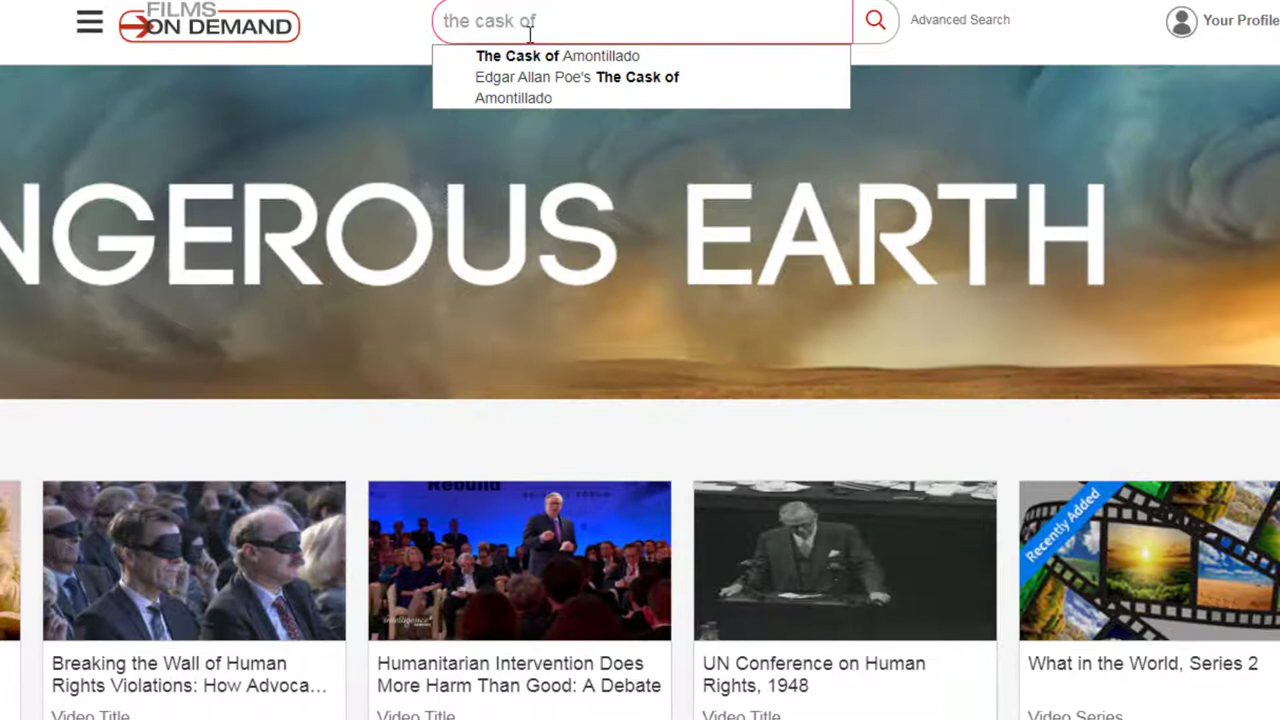 FILMS
ON DEMAND
the cask of
Advanced Search
Your Profile
The Cask of Amontillado
Edgar Allan Poe's The Cask of
Amontillado
NGEROUS EARTH
Rebuild
intelligence
Recently Added
Breaking the Wall of Human
Rights Violations: How Advoca...
Video Title
Humanitarian Intervention Does
More Harm Than Good: A Debate
Video Title
UN Conference on Human
Rights, 1948
Video Title
What in the World, Series 2
Video Series